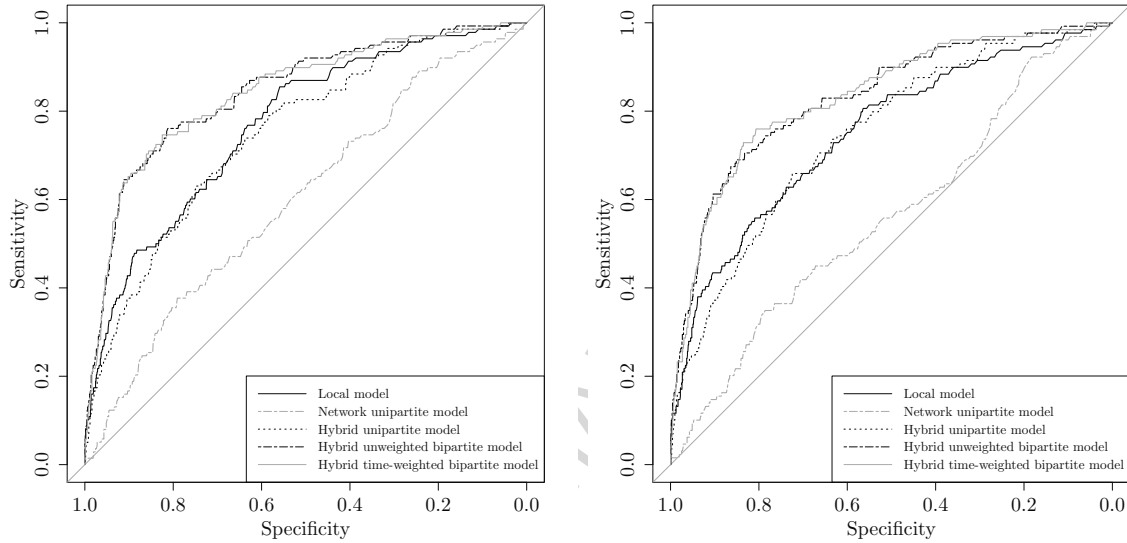 1.0
0.8
0.6
0.4
0.2
0.0
Sensitivity
1.0 0.8 0.6 0.4 0.2 0.0
Specificity
Local model
Network unipartite model
Hybrid unipartite model
Hybrid unweighted bipartite model
Hybrid time-weighted bipartite model
1.0
0.8
0.6
0.4
0.2
0.0
Sensitivity
1.0 0.8 0.6 0.4 0.2 0.0
Specificity
Local model
Network unipartite model
Hybrid unipartite model
Hybrid unweighted bipartite model
Hybrid time-weighted bipartite model